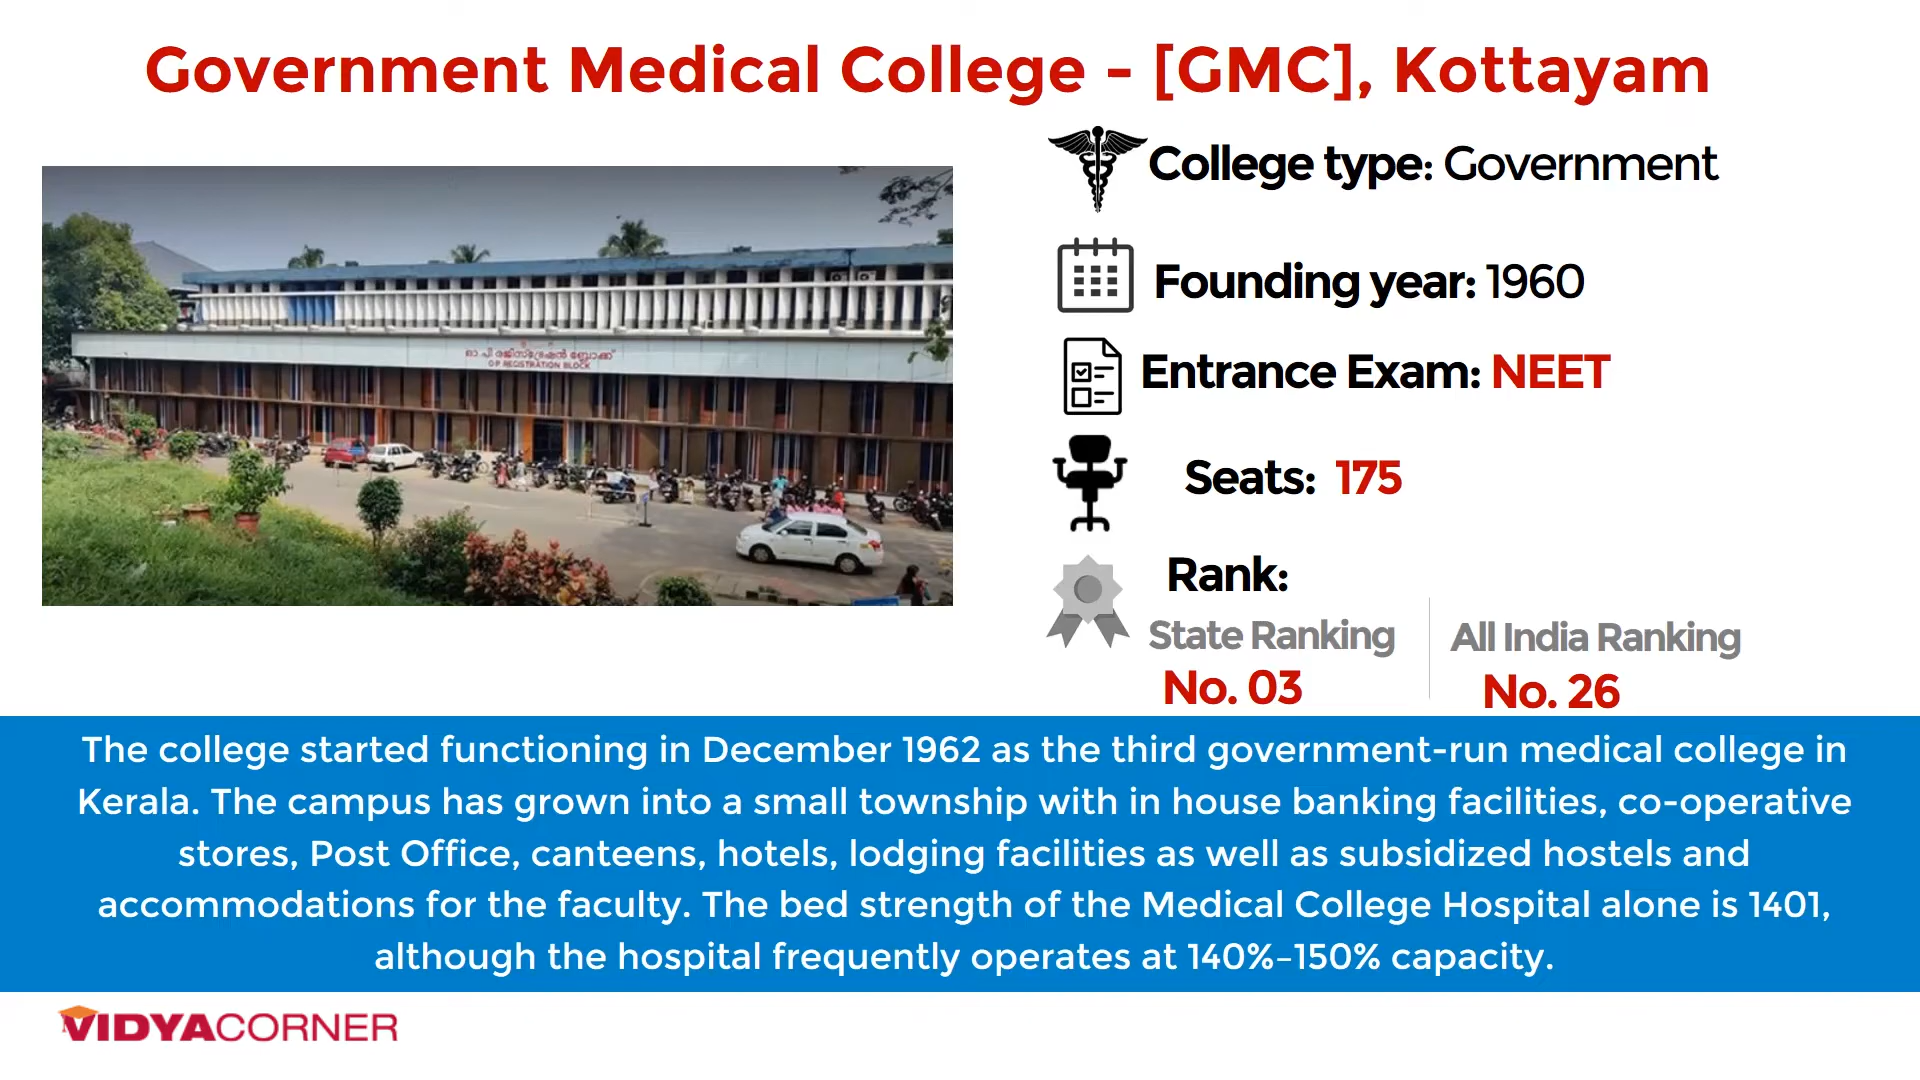 Government Medical College - [GMC], Kottayam
College type: Government
ഓ പി രജിസ്ട്രേഷൻ ബ്ലോക്ക്
O P REGISTRATION BLOCK
Founding year: 1960
Entrance Exam: NEET
Seats: 175
Rank:
State Ranking
No. 03
All India Ranking
No. 26
The college started functioning in December 1962 as the third government-run medical college in
Kerala. The campus has grown into a small township with in house banking facilities, co-operative
stores, Post Office, canteens, hotels, lodging facilities as well as subsidized hostels and
accommodations for the faculty. The bed strength of the Medical College Hospital alone is 1401,
although the hospital frequently operates at 140%–150% capacity.
VIDYACORNER